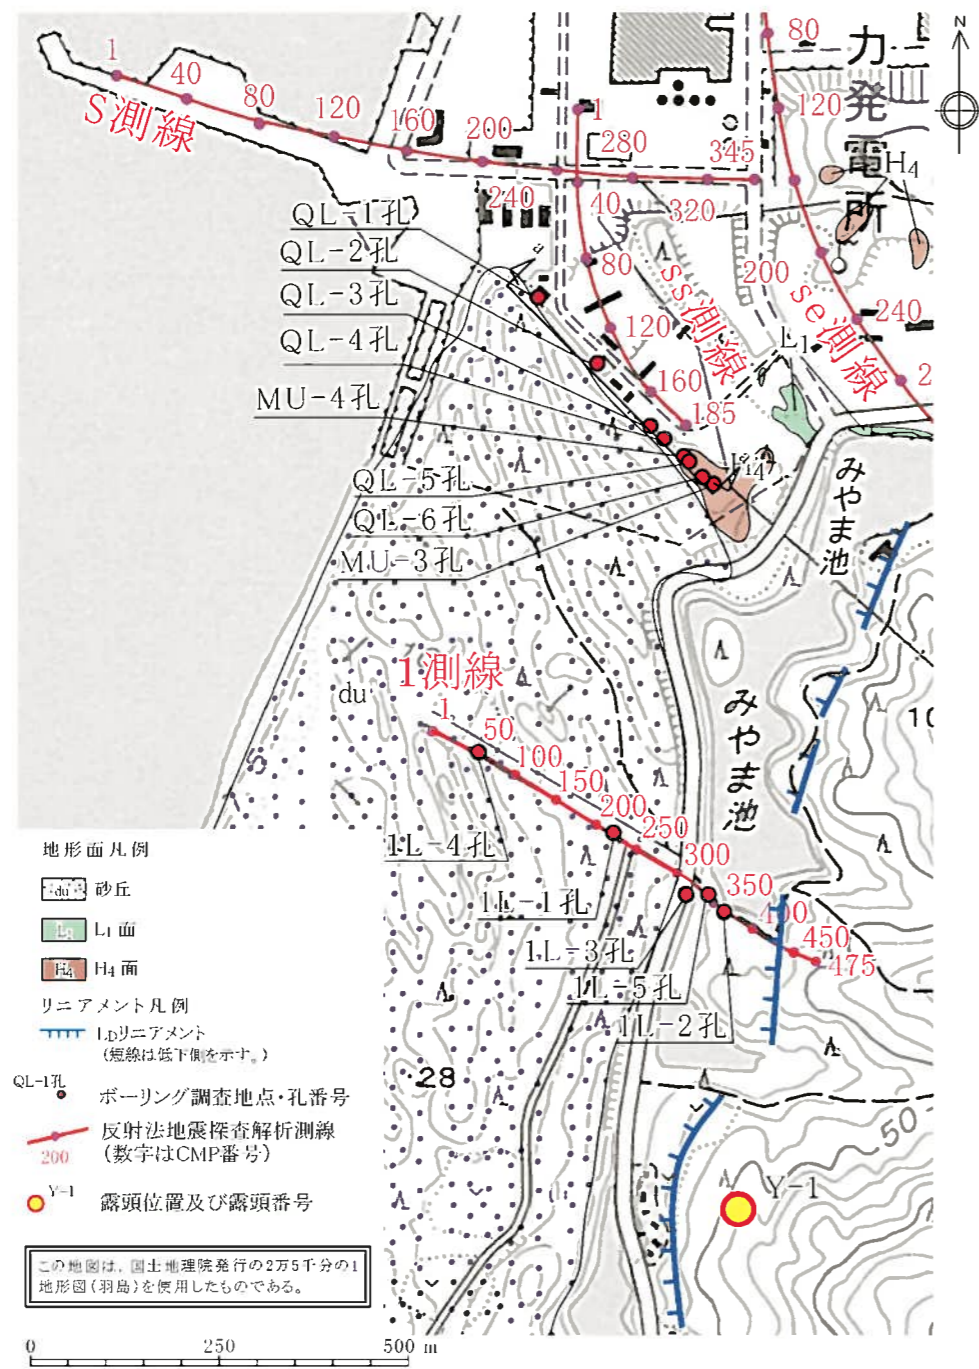 N
1
40
80
120
160
200
240
280
320
345
S測線
1
40
80
120
160
185
ss測線
80
120
200
240
2
se測線
力発電所
H4
L1
H4
QL-1孔
QL-2孔
QL-3孔
QL-4孔
MU-4孔
QL-5孔
QL-6孔
MU-3孔
みやま池
みやま池
10
du
1測線
1
50
100
150
200
250
300
350
400
450
475
1L-4孔
1L-1孔
1L-3孔
1L-5孔
1L-2孔
・28
50
Y-1
地形面凡例
du 砂丘
L1 L1面
H4 H4面
リニアメント凡例
LDリニアメント
(短線は低下側を示す。)
QL-1孔
ボーリング調査地点・孔番号
反射法地震探査解析測線
200 (数字はCMP番号)
Y-1
露頭位置及び露頭番号
この地図は、国土地理院発行の2万5千分の1
地形図(羽島)を使用したものである。
0 250 500 m